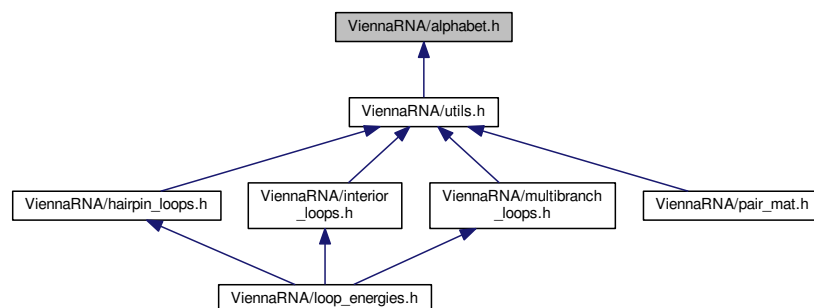 ViennaRNA/alphabet.h
ViennaRNA/utils.h
ViennaRNA/hairpin_loops.h
ViennaRNA/interior
_loops.h
ViennaRNA/multibranch
_loops.h
ViennaRNA/pair_mat.h
ViennaRNA/loop_energies.h